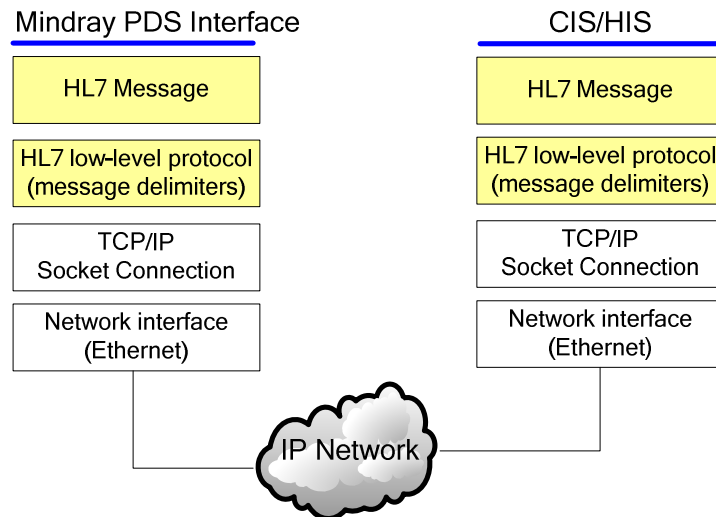 Mindray PDS Interface
HL7 Message
HL7 low-level protocol
(message delimiters)
TCP/IP
Socket Connection
Network interface
(Ethernet)
CIS/HIS
HL7 Message
HL7 low-level protocol
(message delimiters)
TCP/IP
Socket Connection
Network interface
(Ethernet)
IP Network